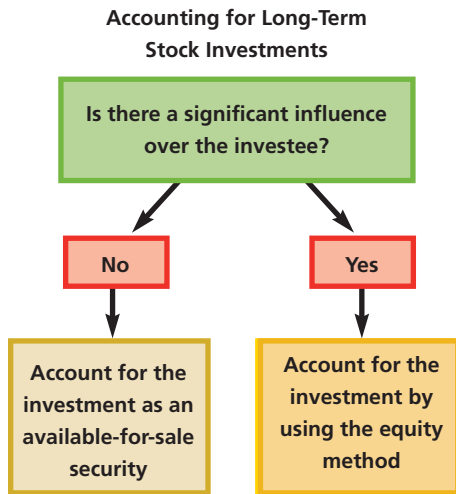 Accounting for Long-Term
Stock Investments
Is there a significant influence
over the investee?
No
Yes
Account for the
investment as an
available-for-sale
security
Account for the
investment by
using the equity
method